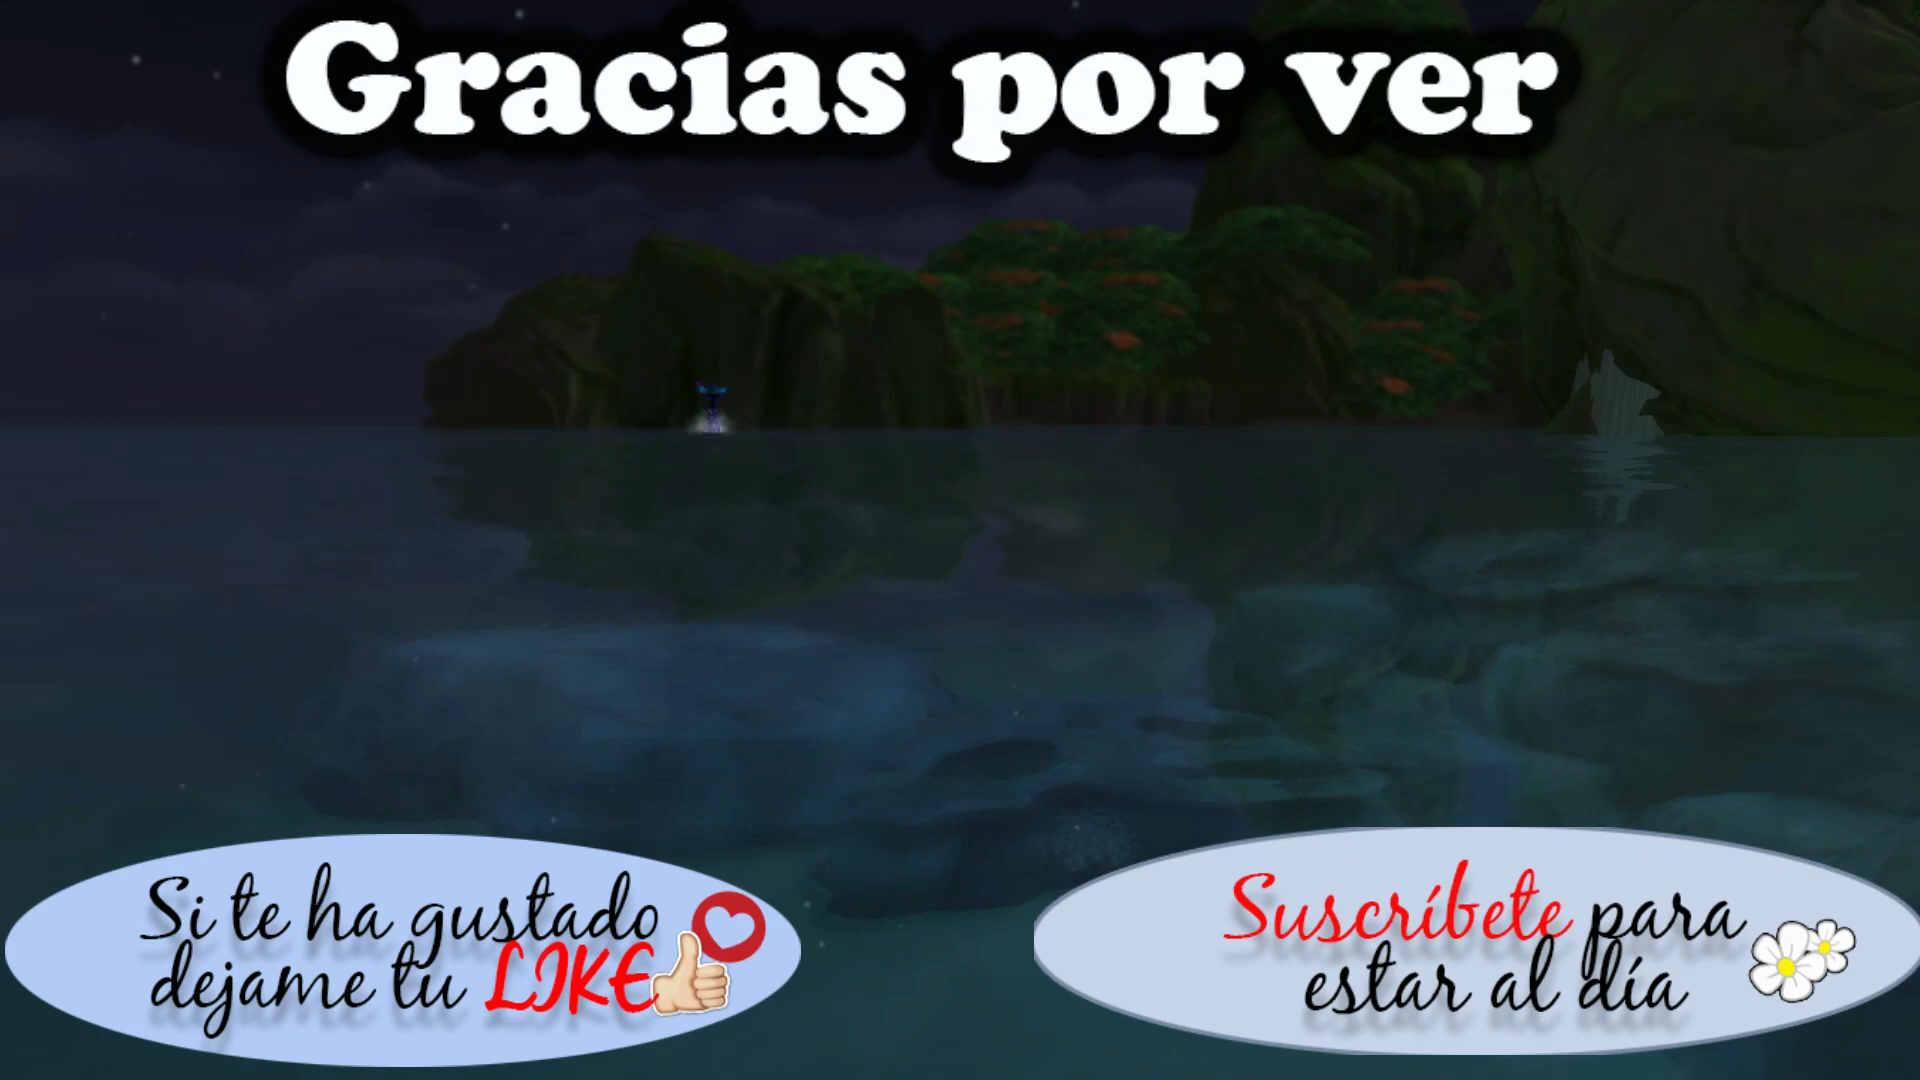 Gracias por ver
Si te ha gustado
dejame tu LIKE
Suscríbete para
estar al día